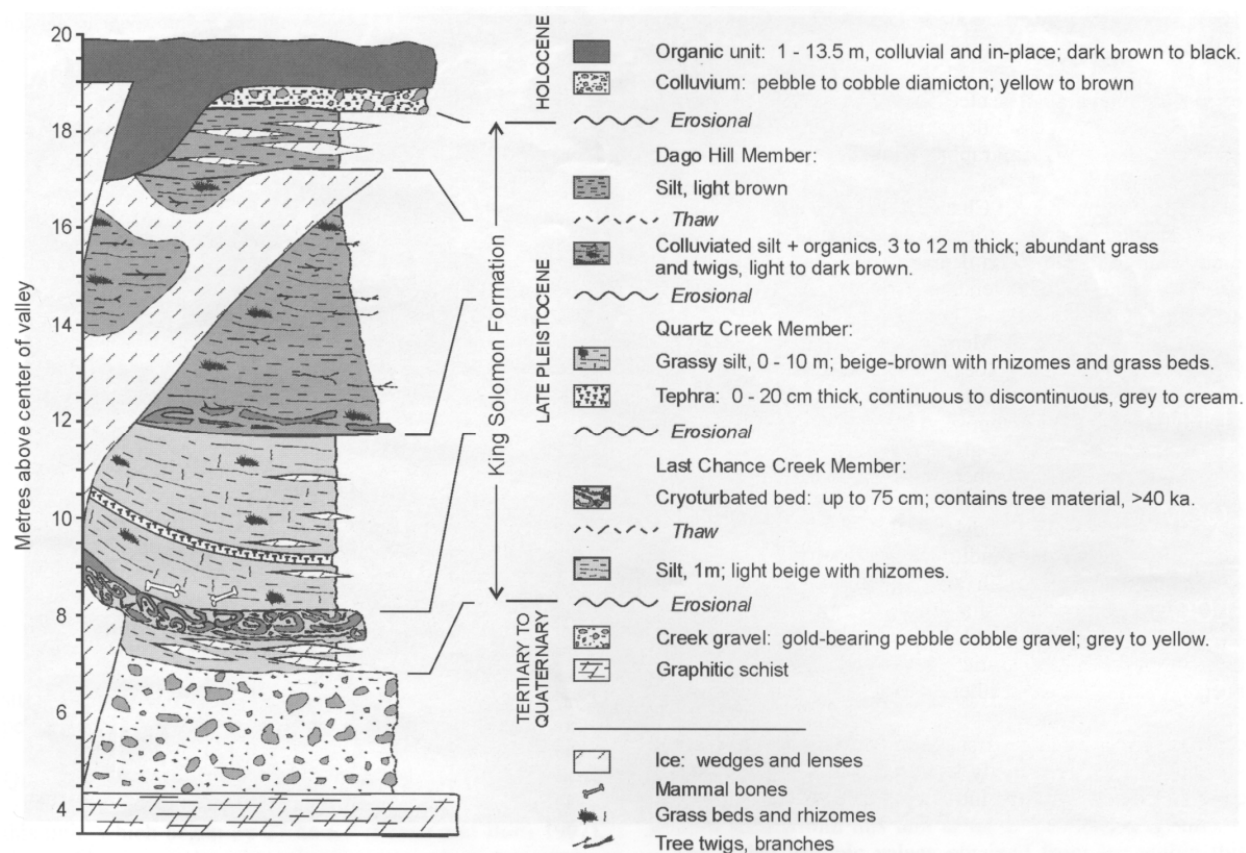 Metres above center of valley
20
18
16
14
12
10
8
6
4
King Solomon Formation
HOLOCENE
LATE PLEISTOCENE
TERTIARY TO
QUATERNARY
Organic unit: 1 - 13.5 m, colluvial and in-place; dark brown to black.
Colluvium: pebble to cobble diamicton; yellow to brown
Erosional
Dago Hill Member:
Silt, light brown
Thaw
Colluviated silt + organics, 3 to 12 m thick; abundant grass
and twigs, light to dark brown.
Erosional
Quartz Creek Member:
Grassy silt, 0 - 10 m; beige-brown with rhizomes and grass beds.
Tephra: 0 - 20 cm thick, continuous to discontinuous, grey to cream.
Erosional
Last Chance Creek Member:
Cryoturbated bed: up to 75 cm; contains tree material, >40 ka.
Thaw
Silt, 1m; light beige with rhizomes.
Erosional
Creek gravel: gold-bearing pebble cobble gravel; grey to yellow.
Graphitic schist
Ice: wedges and lenses
Mammal bones
Grass beds and rhizomes
Tree twigs, branches